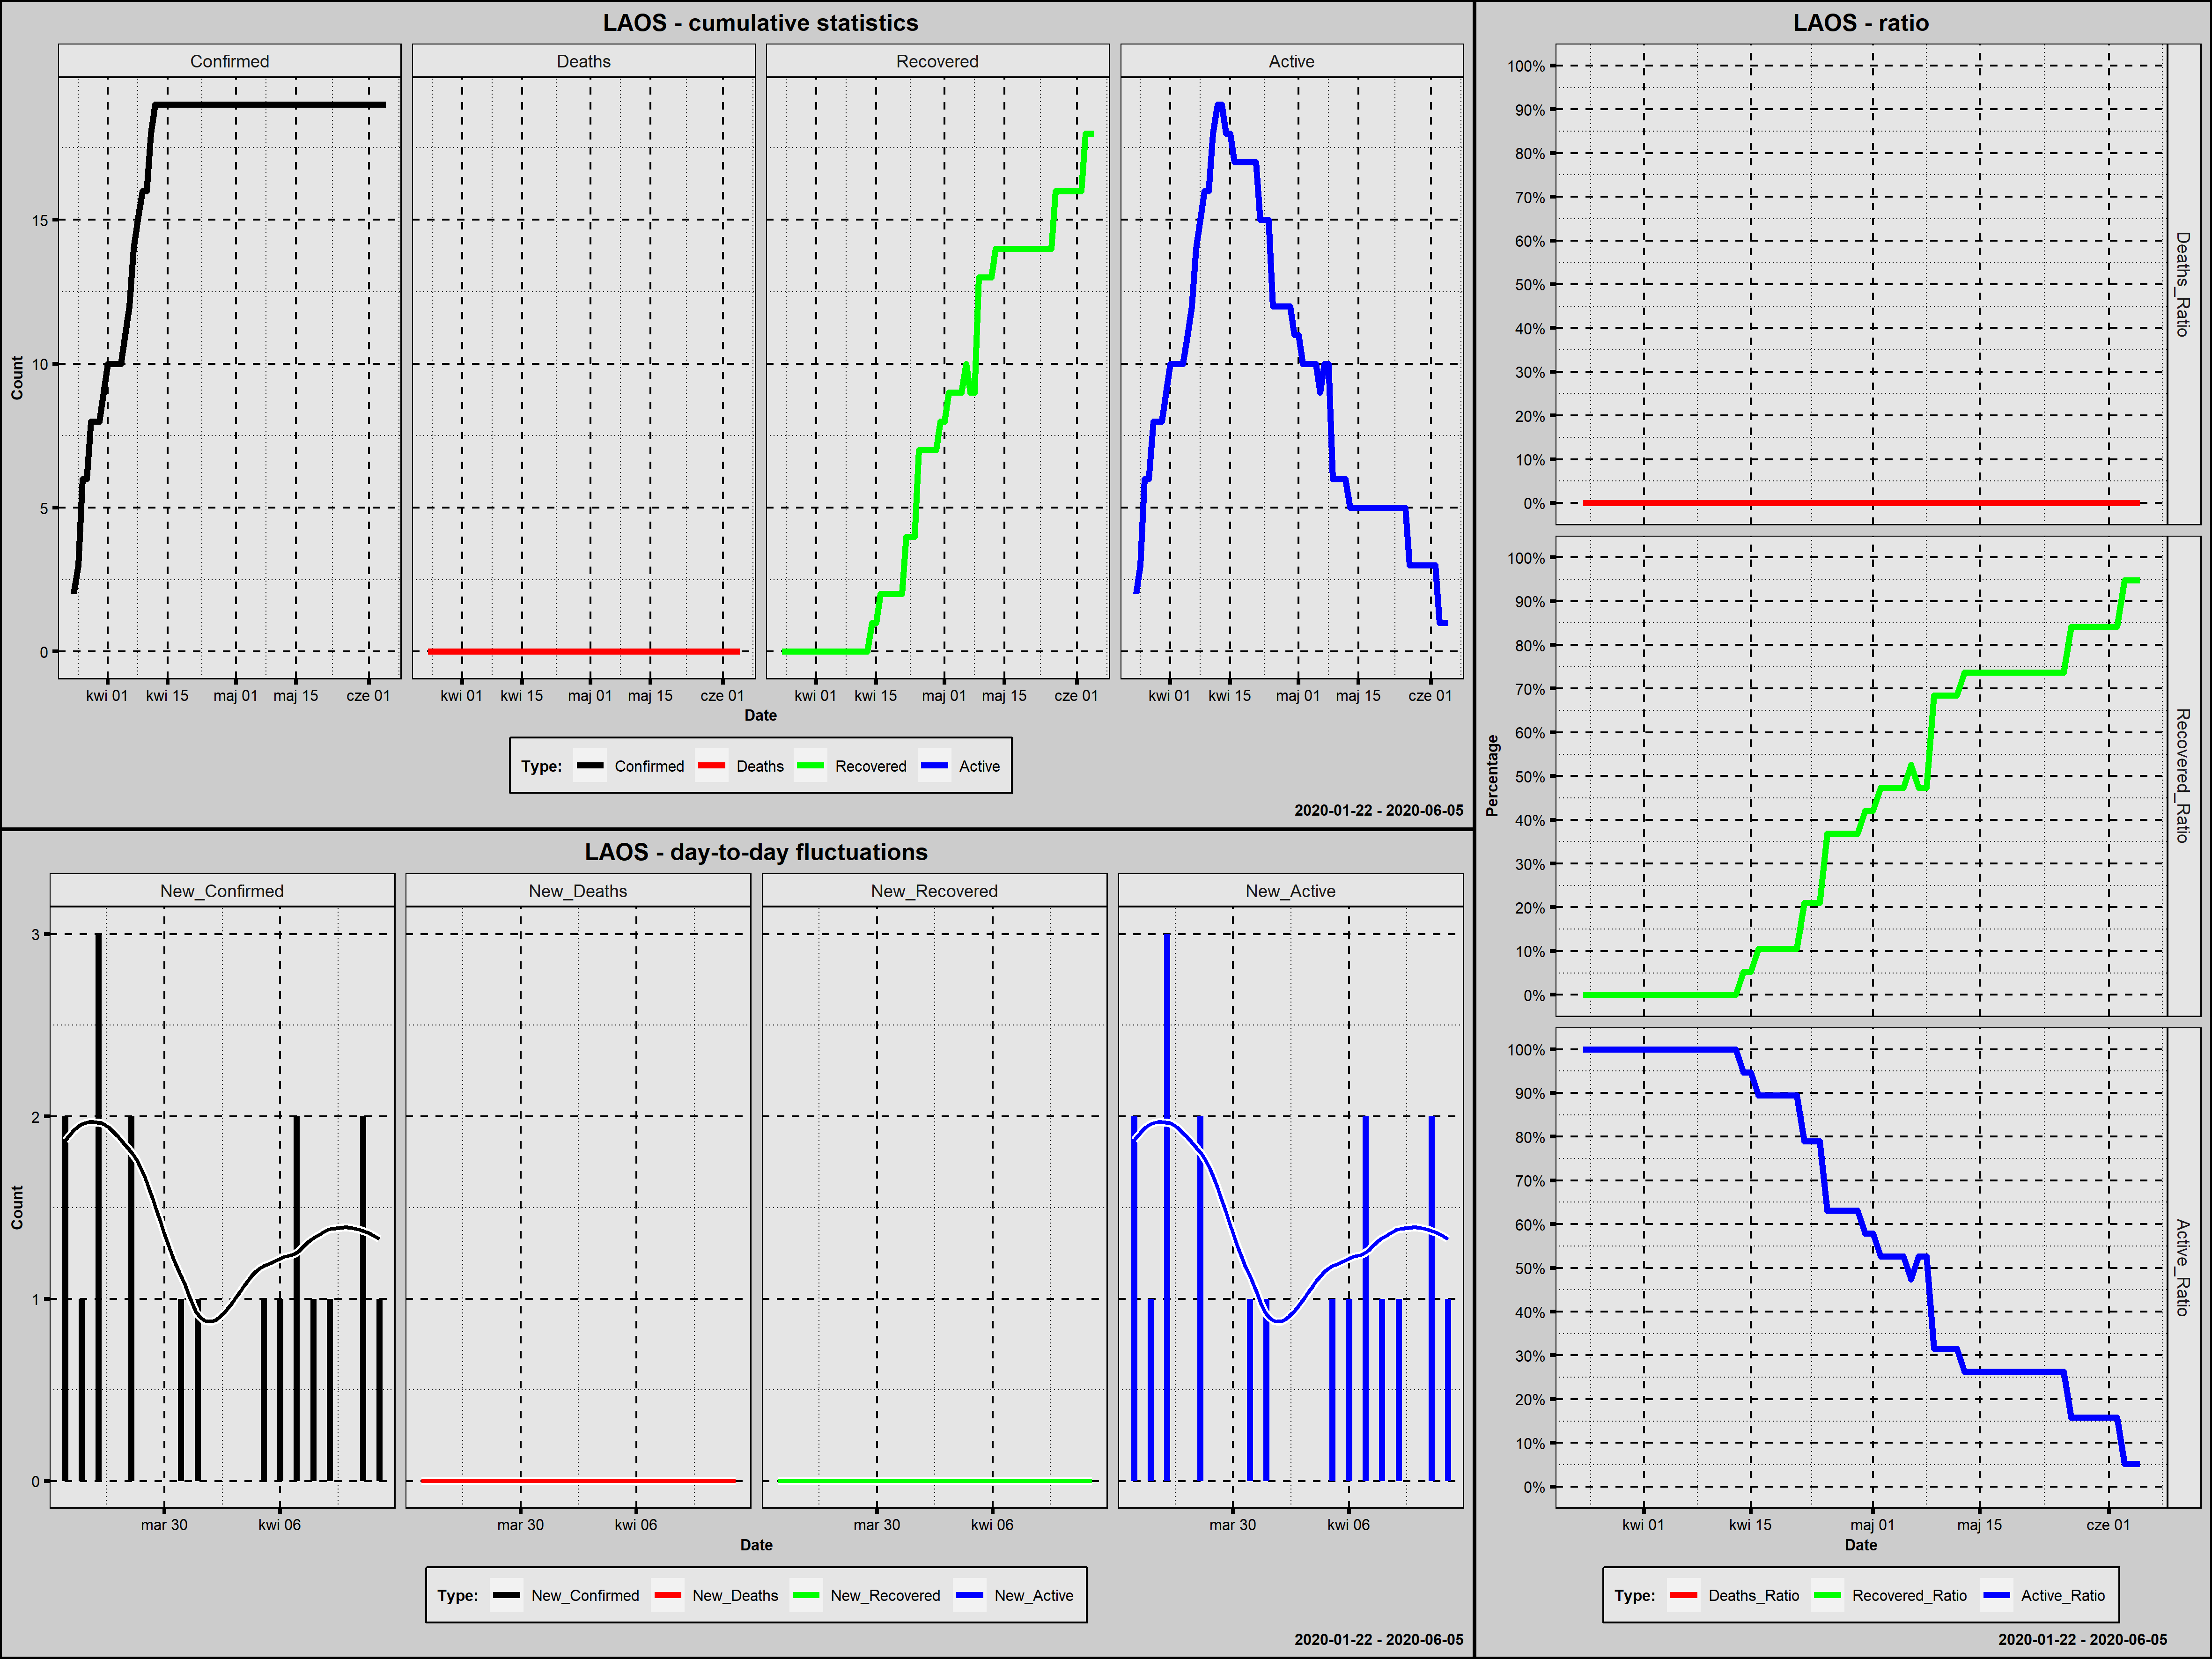 LAOS - cumulative statistics
Confirmed Deaths Recovered Active
Count
15
10
5
0
kwi 01 kwi 15 maj 01 maj 15 cze 01 kwi 01 kwi 15 maj 01 maj 15 cze 01 kwi 01 kwi 15 maj 01 maj 15 cze 01 kwi 01 kwi 15 maj 01 maj 15 cze 01
Date
Type: Confirmed Deaths Recovered Active
2020-01-22 - 2020-06-05
LAOS - day-to-day fluctuations
New_Confirmed New_Deaths New_Recovered New_Active
Count
3
2
1
0
mar 30 kwi 06 mar 30 kwi 06 mar 30 kwi 06 mar 30 kwi 06
Date
Type: New_Confirmed New_Deaths New_Recovered New_Active
2020-01-22 - 2020-06-05
LAOS - ratio
Percentage
100%
90%
80%
70%
60%
50%
40%
30%
20%
10%
0%
Deaths_Ratio
100%
90%
80%
70%
60%
50%
40%
30%
20%
10%
0%
Recovered_Ratio
100%
90%
80%
70%
60%
50%
40%
30%
20%
10%
0%
Active_Ratio
kwi 01 kwi 15 maj 01 maj 15 cze 01
Date
Type: Deaths_Ratio Recovered_Ratio Active_Ratio
2020-01-22 - 2020-06-05